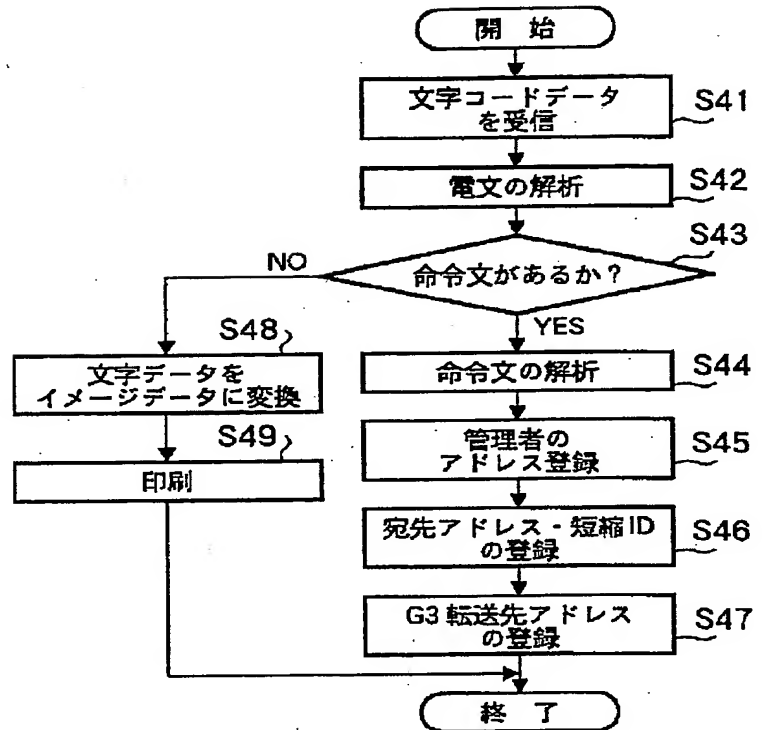 開 始
文字コードデータ
を受信
S41
電文の解析
S42
S43
命令文があるか?
NO
YES
S48
文字データを
イメージデータに変換
S49
印刷
命令文の解析
S44
管理者の
アドレス登録
S45
宛先アドレス・短縮ID
の登録
S46
G3転送先アドレス
の登録
S47
終 了